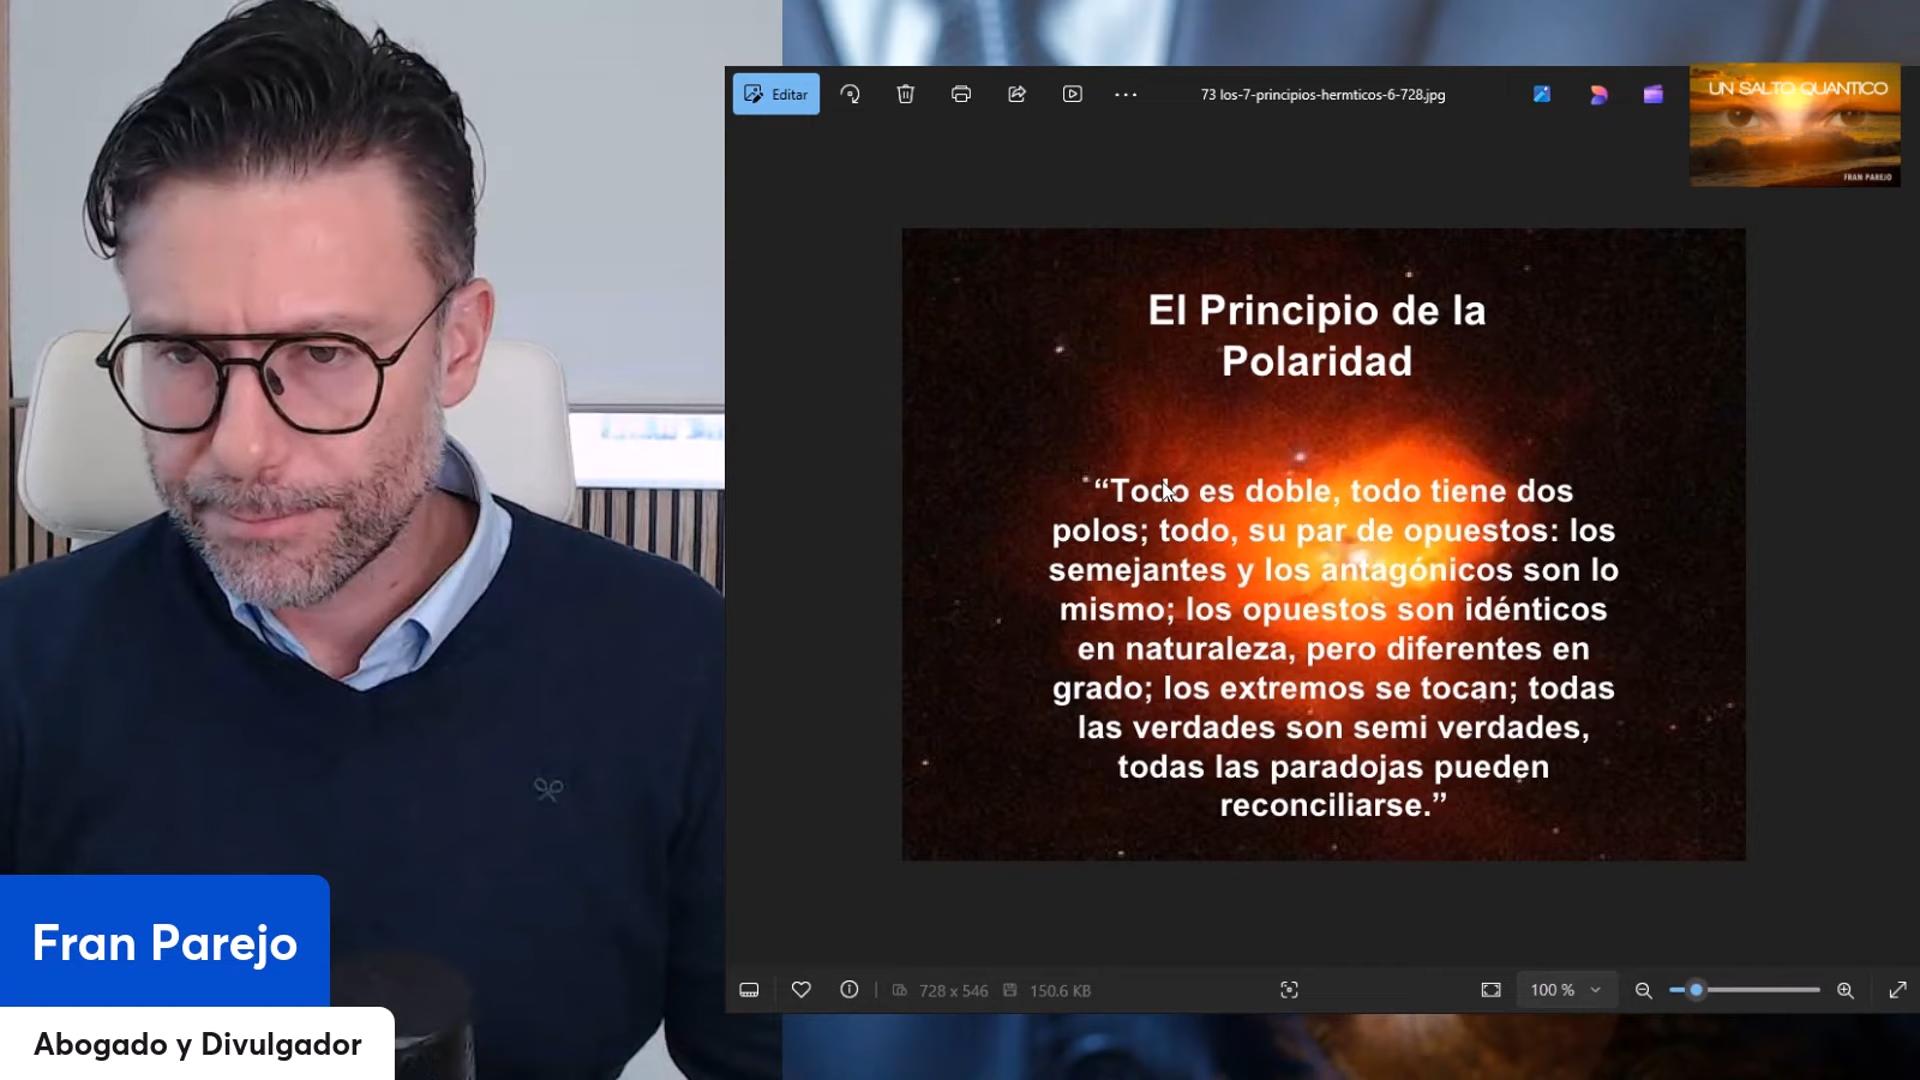 Editar
73 los-7-principios-hermticos-6-728.jpg
UN SALTO QUANTICO
FRAN PAREJO
El Principio de la
Polaridad
“Todo es doble, todo tiene dos
polos; todo, su par de opuestos: los
semejantes y los antagónicos son lo
mismo; los opuestos son idénticos
en naturaleza, pero diferentes en
grado; los extremos se tocan; todas
las verdades son semi verdades,
todas las paradojas pueden
reconciliarse.”
Fran Parejo
Abogado y Divulgador
728 x 546
150.6 KB
100 %